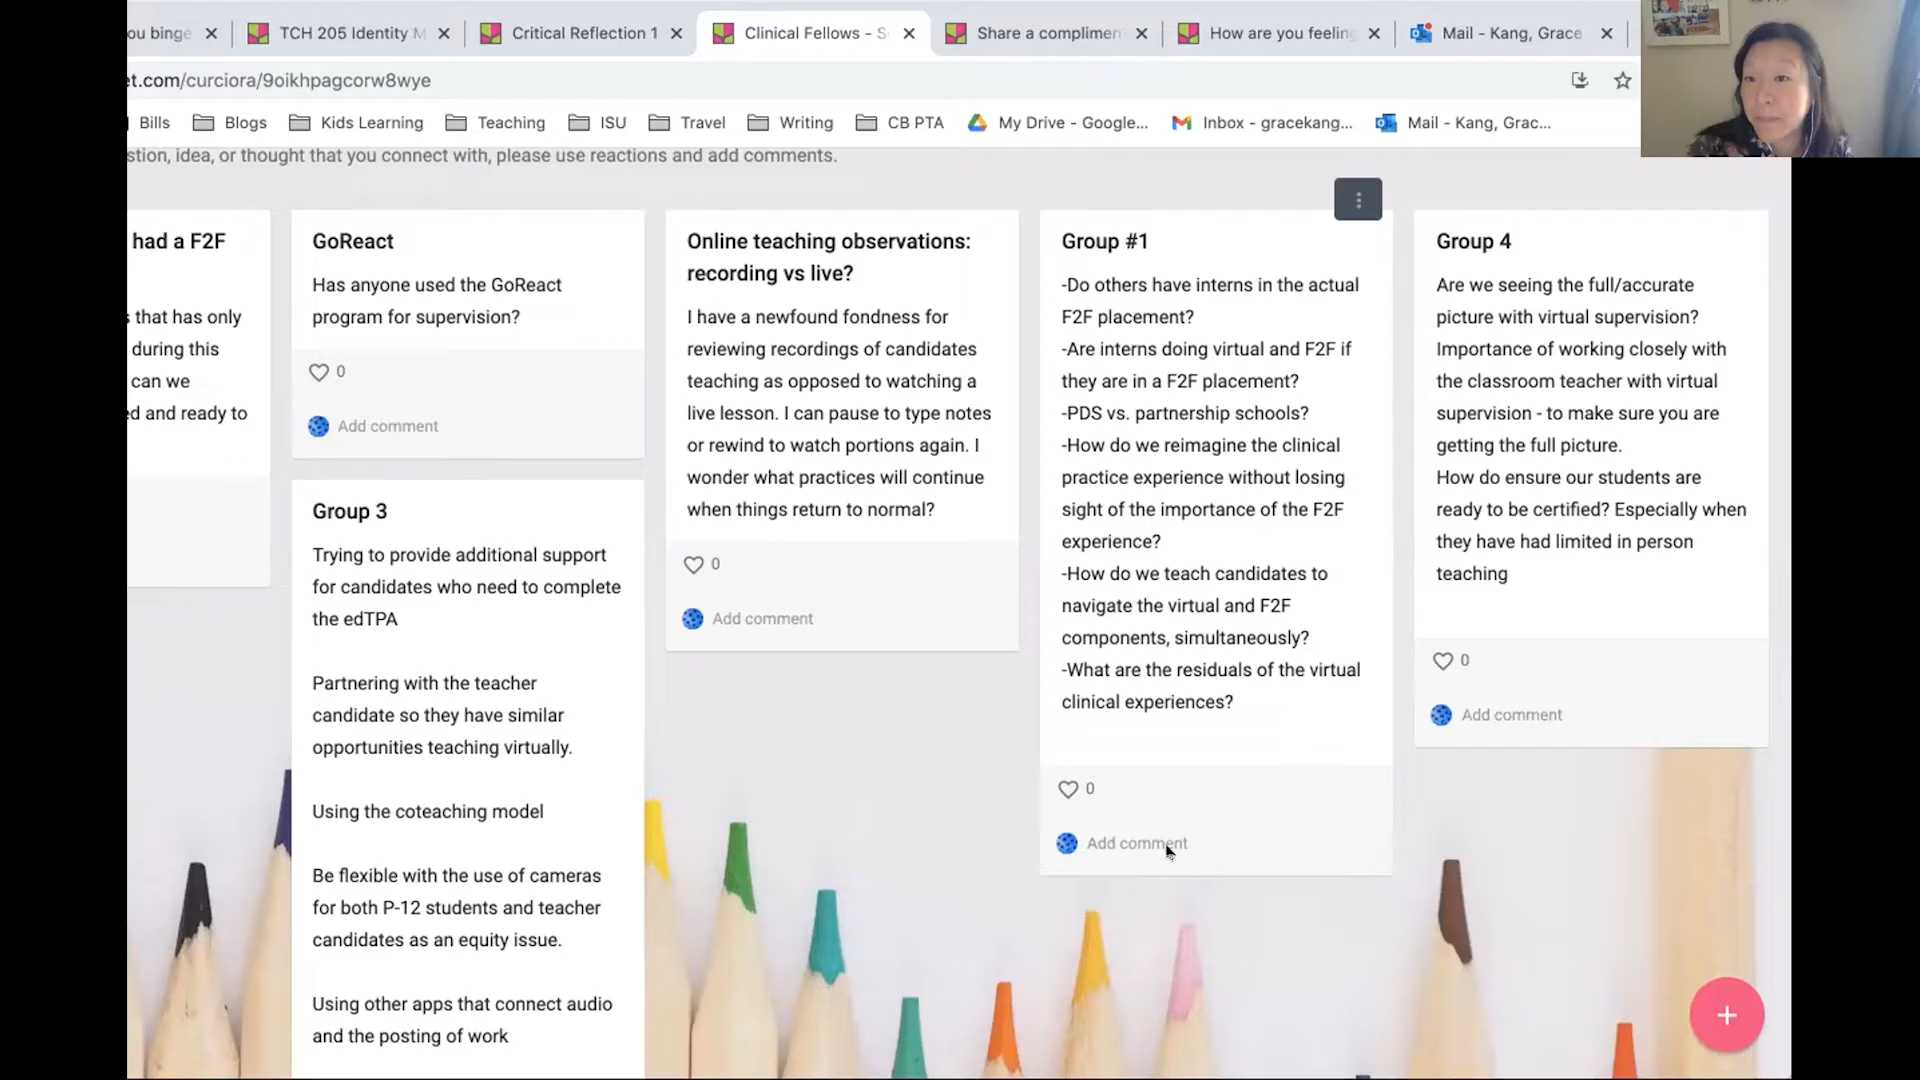 ou binge
TCH 205 Identity M
Critical Reflection 1
Clinical Fellows - S
Share a complimen
How are you feeling
Mail - Kang, Grace
et.com/curciora/9oikhpagcorw8wye
Bills
Blogs
Kids Learning
Teaching
ISU
Travel
Writing
CB PTA
My Drive - Google...
Inbox - gracekang...
Mail - Kang, Grac...
stion, idea, or thought that you connect with, please use reactions and add comments.
had a F2F
s that has only
during this
can we
ed and ready to
GoReact
Has anyone used the GoReact
program for supervision?
0
Add comment
Group 3
Trying to provide additional support
for candidates who need to complete
the edTPA
Partnering with the teacher
candidate so they have similar
opportunities teaching virtually.
Using the coteaching model
Be flexible with the use of cameras
for both P-12 students and teacher
candidates as an equity issue.
Using other apps that connect audio
and the posting of work
Online teaching observations:
recording vs live?
I have a newfound fondness for
reviewing recordings of candidates
teaching as opposed to watching a
live lesson. I can pause to type notes
or rewind to watch portions again. I
wonder what practices will continue
when things return to normal?
0
Add comment
Group #1
-Do others have interns in the actual
F2F placement?
-Are interns doing virtual and F2F if
they are in a F2F placement?
-PDS vs. partnership schools?
-How do we reimagine the clinical
practice experience without losing
sight of the importance of the F2F
experience?
-How do we teach candidates to
navigate the virtual and F2F
components, simultaneously?
-What are the residuals of the virtual
clinical experiences?
0
Add comment
Group 4
Are we seeing the full/accurate
picture with virtual supervision?
Importance of working closely with
the classroom teacher with virtual
supervision - to make sure you are
getting the full picture.
How do ensure our students are
ready to be certified? Especially when
they have had limited in person
teaching
0
Add comment